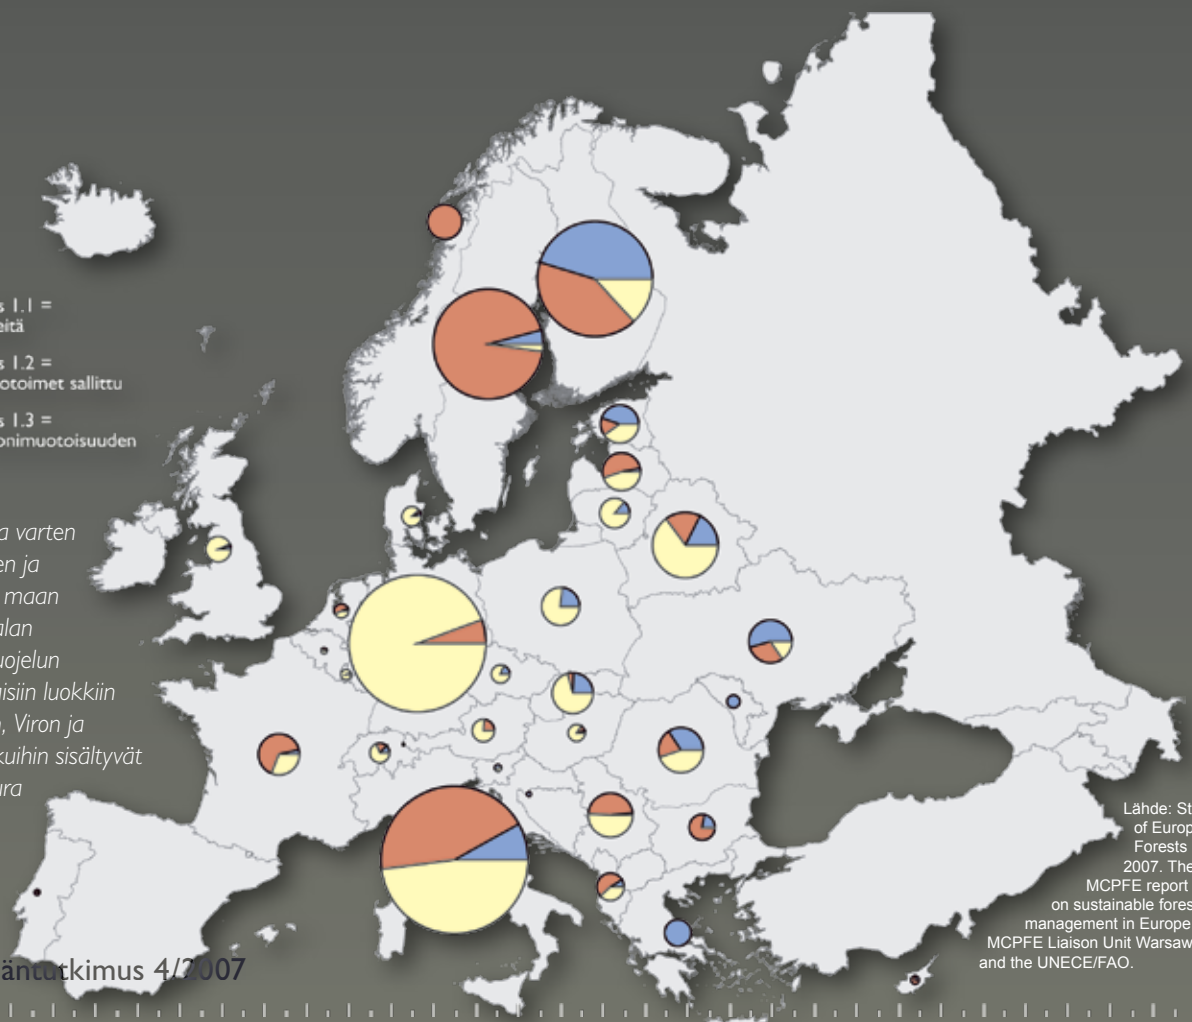 s 1.1 =
eitä
s 1.2 =
otoimet sallittu
s 1.3 =
onimuotoisuuden
a varten
en ja
maan
alan
uojelun
isiin luokkiin
n, Viron ja
kuihin sisältyvät
ura
Lähde: St
of Europ
Forests
2007. The
MCPFE report
on sustainable fores
management in Europe
MCPFE Liaison Unit Warsaw
and the UNECE/FAO.
äntutkimus 4/2007